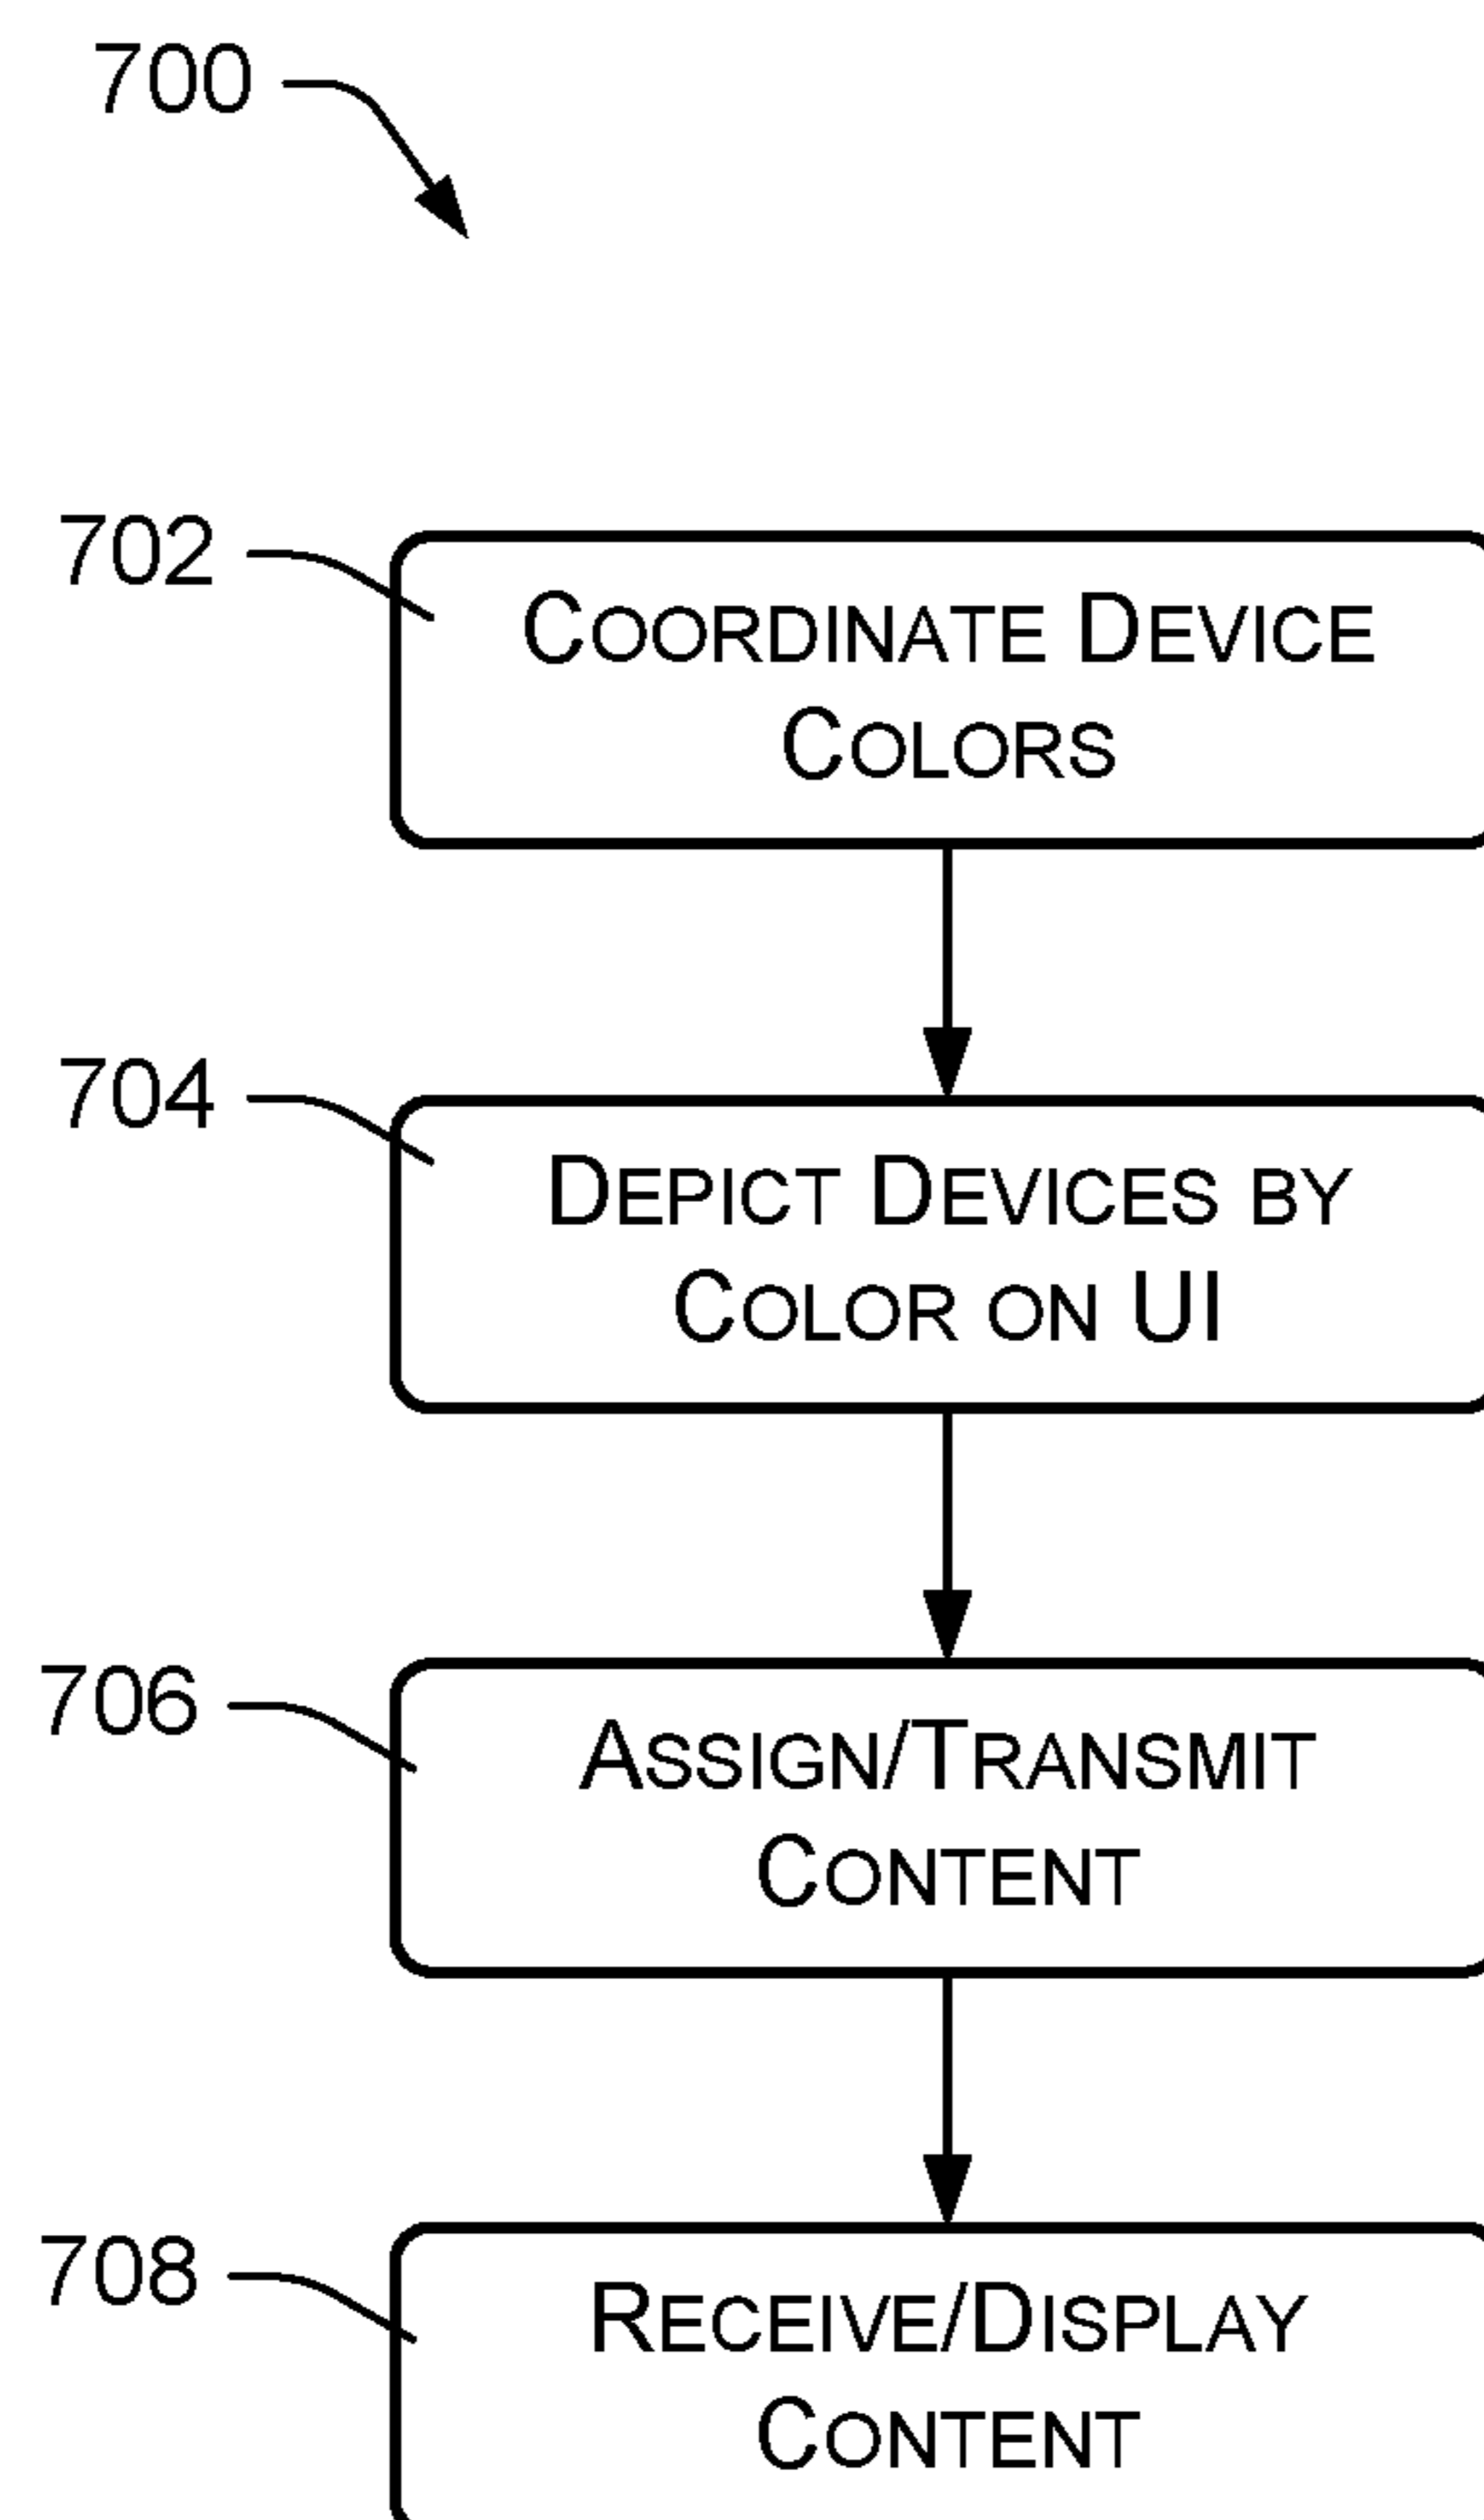 700
702
COORDINATE DEVICE
COLORS
704
DEPICT DEVICES BY
COLOR ON UI
706
ASSIGN/TRANSMIT
CONTENT
708
RECEIVE/DISPLAY
CONTENT